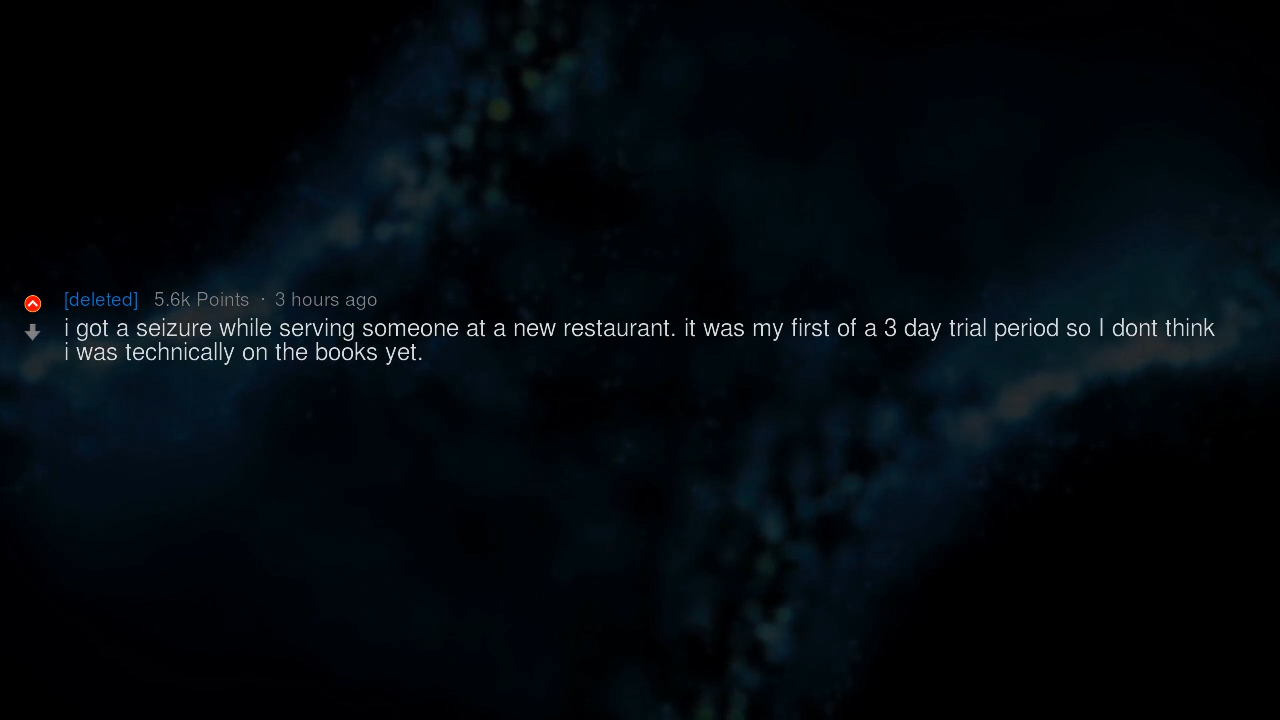 [deleted] 5.6k Points · 3 hours ago
i got a seizure while serving someone at a new restaurant. it was my first of a 3 day trial period so I dont think
i was technically on the books yet.